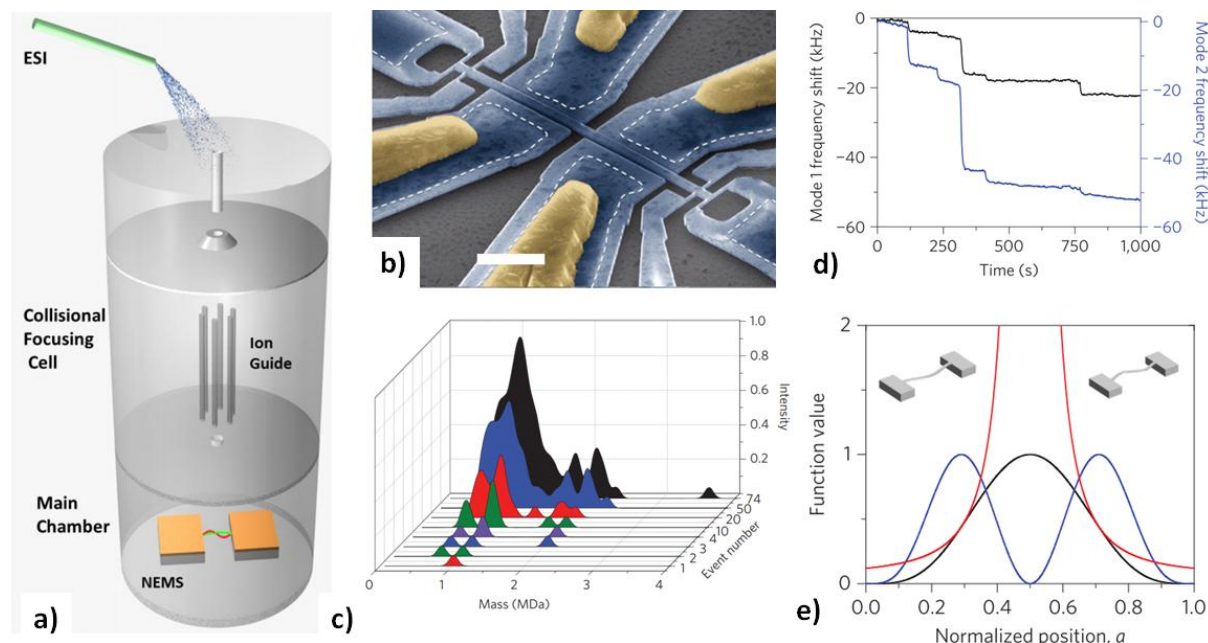 ESI
Collisional
Focusing
Cell
Ion
Guide
Main
Chamber
NEMS
a)
b)
c)
Intensity
1.0
0.8
0.6
0.4
0.2
74
50
20
10
4
3
2
1
Event number
0
1
2
3
4
Mass (MDa)
d)
Mode 1 frequency shift (kHz)
0
−20
−40
−60
Mode 2 frequency shift (kHz)
0
−20
−40
−60
0
250
500
750
1,000
Time (s)
e)
Function value
2
1
0
0.0
0.2
0.4
0.6
0.8
1.0
Normalized position, a